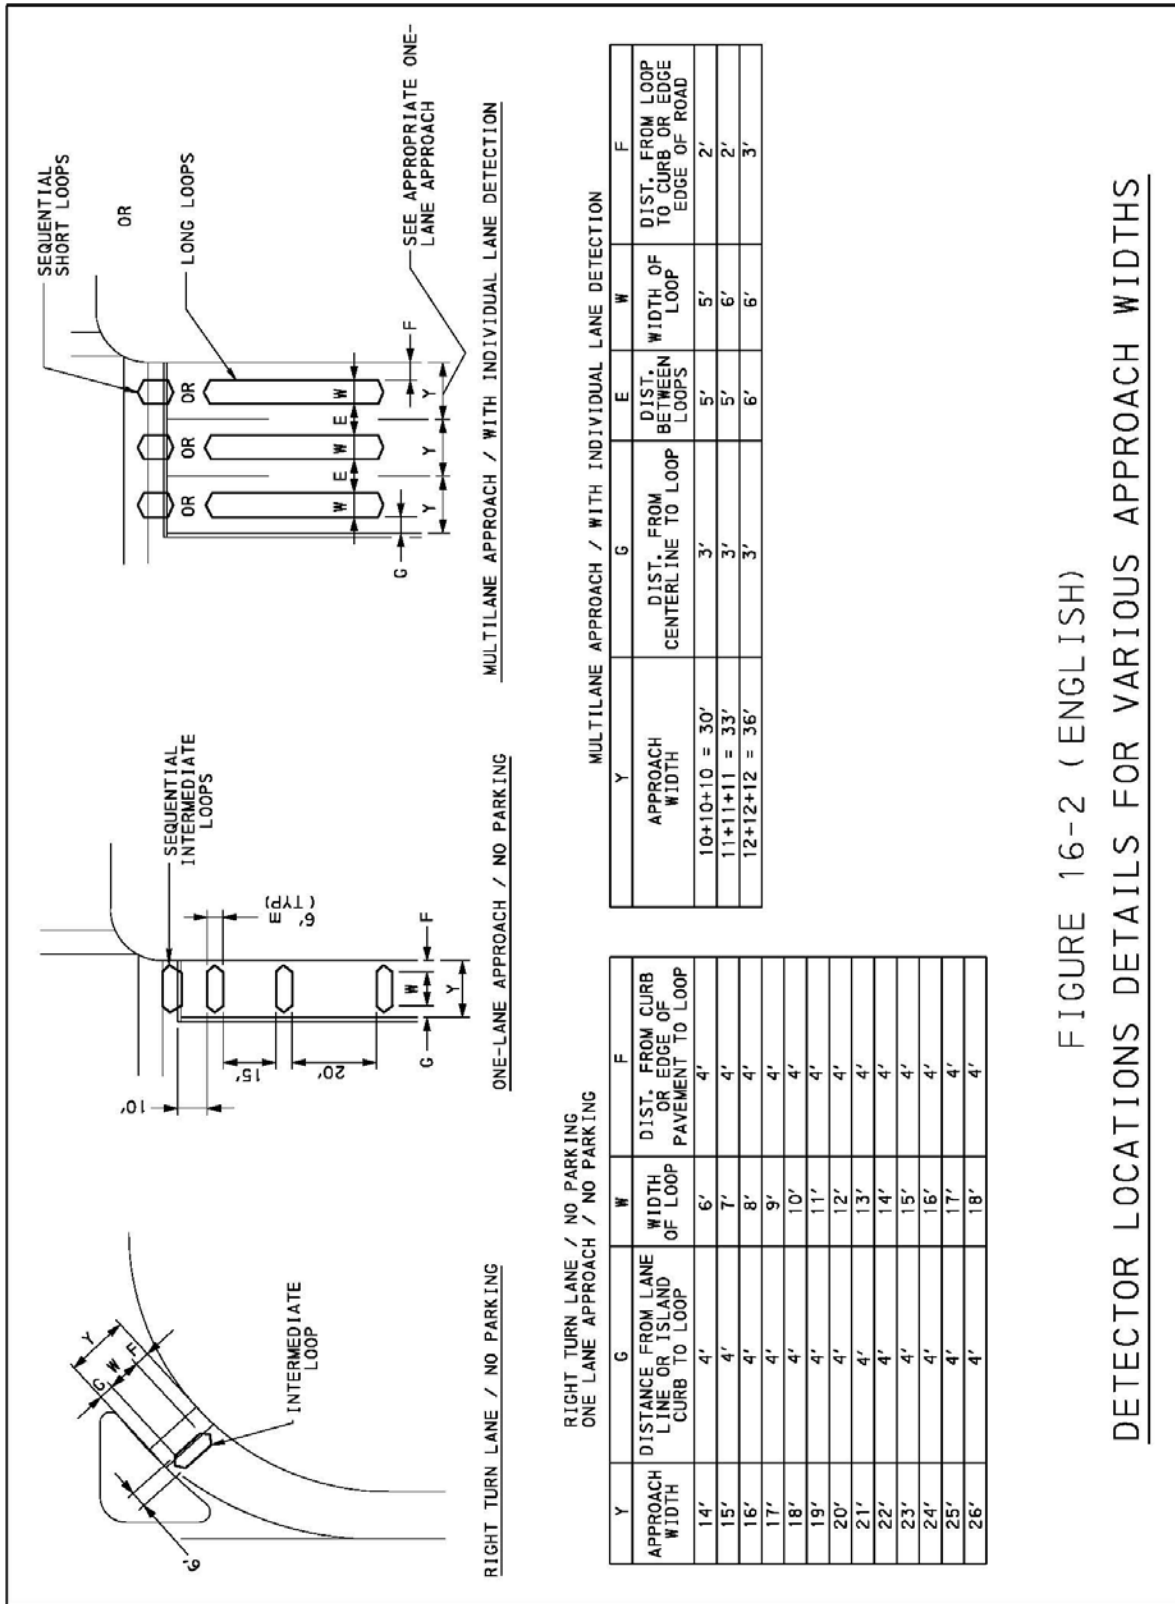 6'
Y
G
W
F
INTERMEDIATE
LOOP
RIGHT TURN LANE / NO PARKING
SEQUENTIAL
INTERMEDIATE
LOOPS
10'
15'
20'
6' m
(TYP)
G
W
F
Y
ONE-LANE APPROACH / NO PARKING
SEQUENTIAL
SHORT LOOPS
OR
LONG LOOPS
OR OR OR
G
W E W E W
F
Y Y Y
SEE APPROPRIATE ONE-
LANE APPROACH
MULTILANE APPROACH / WITH INDIVIDUAL LANE DETECTION
RIGHT TURN LANE / NO PARKING
ONE LANE APPROACH / NO PARKING
Y G W F
APPROACH WIDTH DISTANCE FROM LANE LINE OR ISLAND CURB TO LOOP WIDTH OF LOOP DIST. FROM CURB OR EDGE OF PAVEMENT TO LOOP
14' 4' 6' 4'
15' 4' 7' 4'
16' 4' 8' 4'
17' 4' 9' 4'
18' 4' 10' 4'
19' 4' 11' 4'
20' 4' 12' 4'
21' 4' 13' 4'
22' 4' 14' 4'
23' 4' 15' 4'
24' 4' 16' 4'
25' 4' 17' 4'
26' 4' 18' 4'
MULTILANE APPROACH / WITH INDIVIDUAL LANE DETECTION
Y G E W F
APPROACH WIDTH DIST. FROM CENTERLINE TO LOOP DIST. BETWEEN LOOPS WIDTH OF LOOP DIST. FROM LOOP TO CURB OR EDGE EDGE OF ROAD
10+10+10 = 30' 3' 5' 5' 2'
11+11+11 = 33' 3' 5' 6' 2'
12+12+12 = 36' 3' 6' 6' 3'
FIGURE 16-2 (ENGLISH)
DETECTOR LOCATIONS DETAILS FOR VARIOUS APPROACH WIDTHS